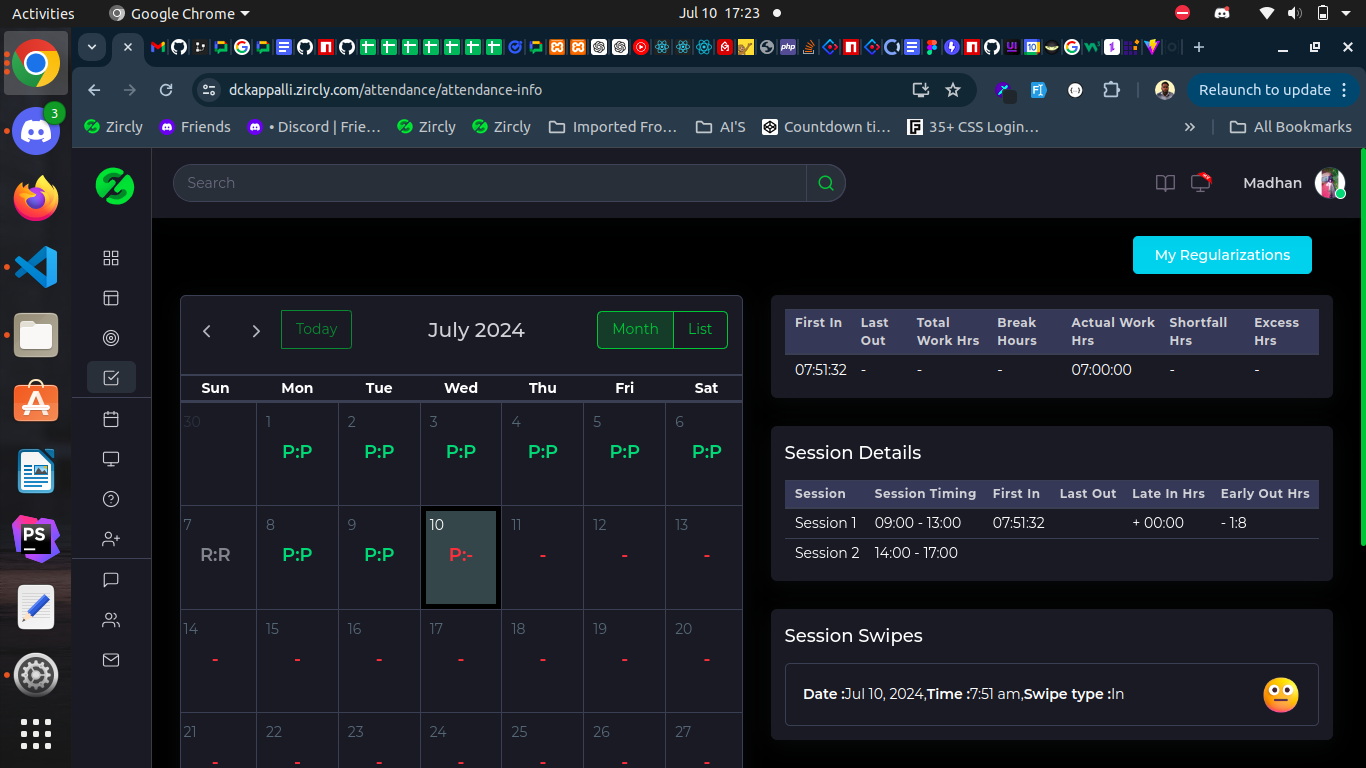 Activities
Google Chrome
Jul 10 17:23
3
dckappalli.zircly.com/attendance/attendance-info
Relaunch to update
Zircly
Friends
• Discord | Frie…
Zircly
Zircly
Imported Fro…
AI'S
Countdown ti…
35+ CSS Login…
All Bookmarks
Search
Madhan
My Regularizations
Today
July 2024
Month
List
Sun Mon Tue Wed Thu Fri Sat
30 1 2 3 4 5 6
P:P P:P P:P P:P P:P P:P
7 8 9 10 11 12 13
R:R P:P P:P P:- - - -
14 15 16 17 18 19 20
- - - - - - -
21 22 23 24 25 26 27
- - - - - - -
First In Last Out Total Work Hrs Break Hours Actual Work Hrs Shortfall Hrs Excess Hrs
07:51:32 - - - 07:00:00 - -
Session Details
Session Session Timing First In Last Out Late In Hrs Early Out Hrs
Session 1 09:00 - 13:00 07:51:32 + 00:00 - 1:8
Session 2 14:00 - 17:00
Session Swipes
Date :Jul 10, 2024,Time :7:51 am,Swipe type :In
PS